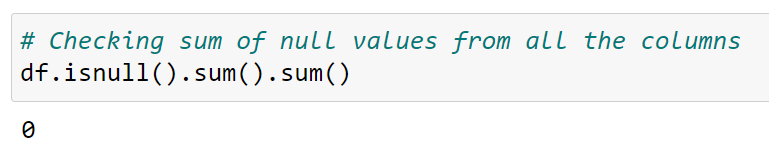 # Checking sum of null values from all the columns
df.isnull().sum().sum()
0